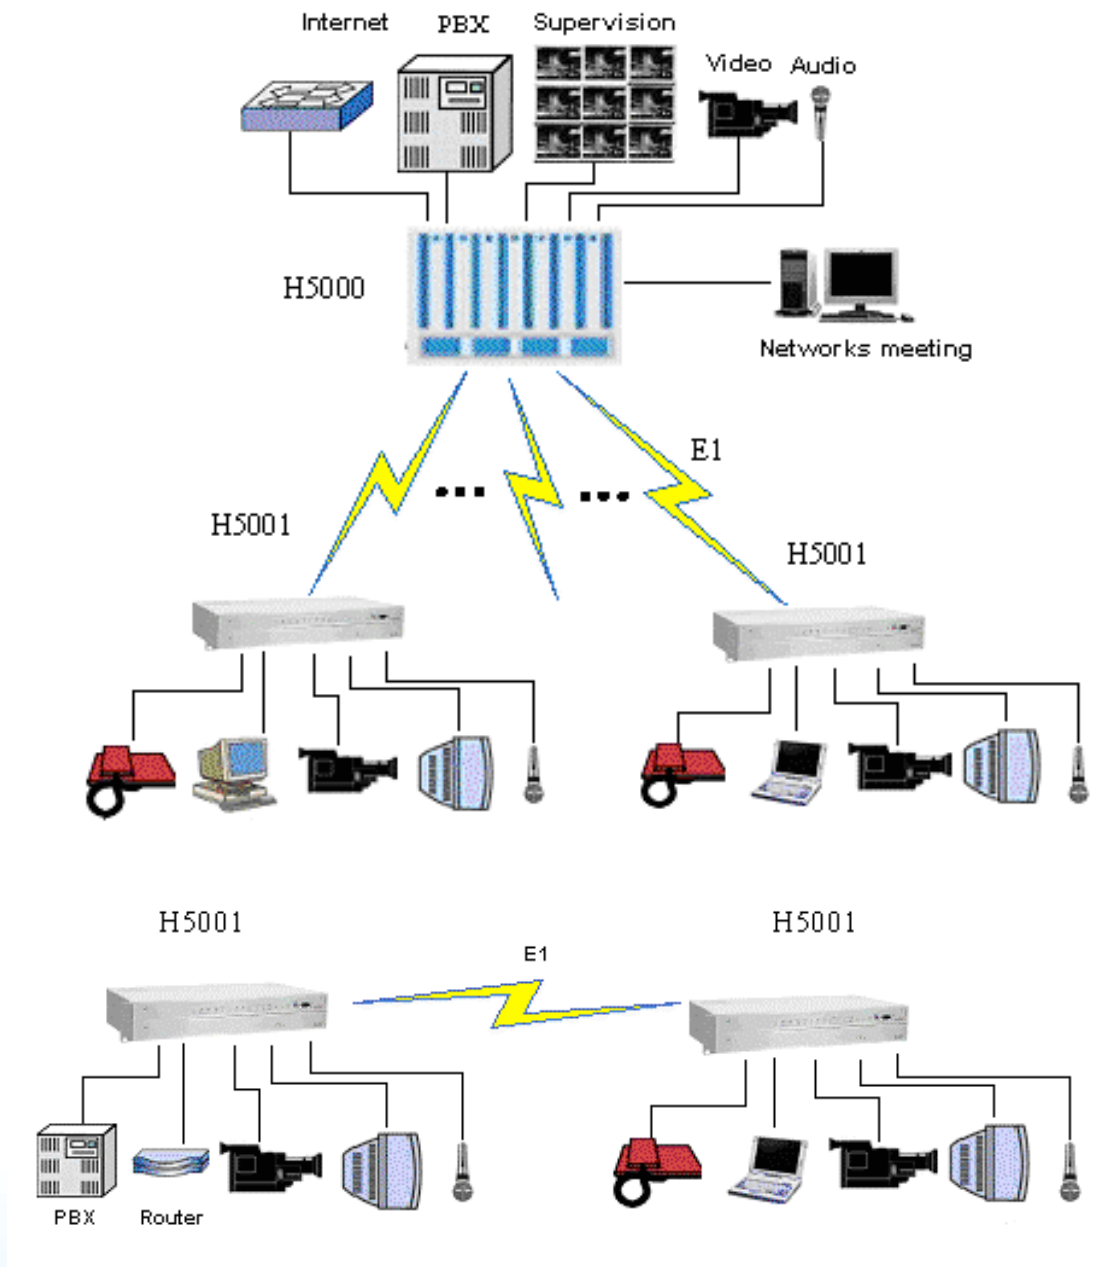 Internet PBX Supervision
Video Audio
H5000
Networks meeting
E1
H5001
H5001
H5001 H5001
E1
PBX Router